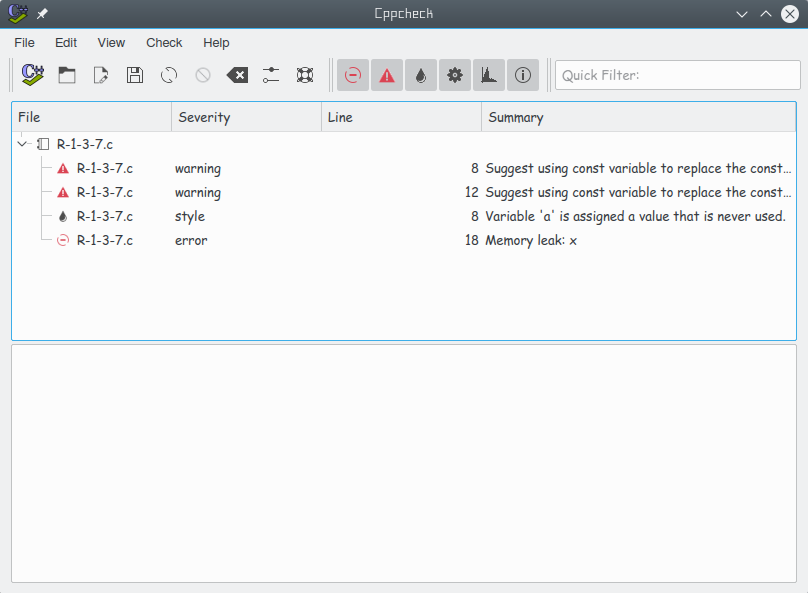 Cppcheck
File Edit View Check Help
Quick Filter:
File Severity Line Summary
R-1-3-7.c
R-1-3-7.c warning 8 Suggest using const variable to replace the const...
R-1-3-7.c warning 12 Suggest using const variable to replace the const...
R-1-3-7.c style 8 Variable 'a' is assigned a value that is never used.
R-1-3-7.c error 18 Memory leak: x